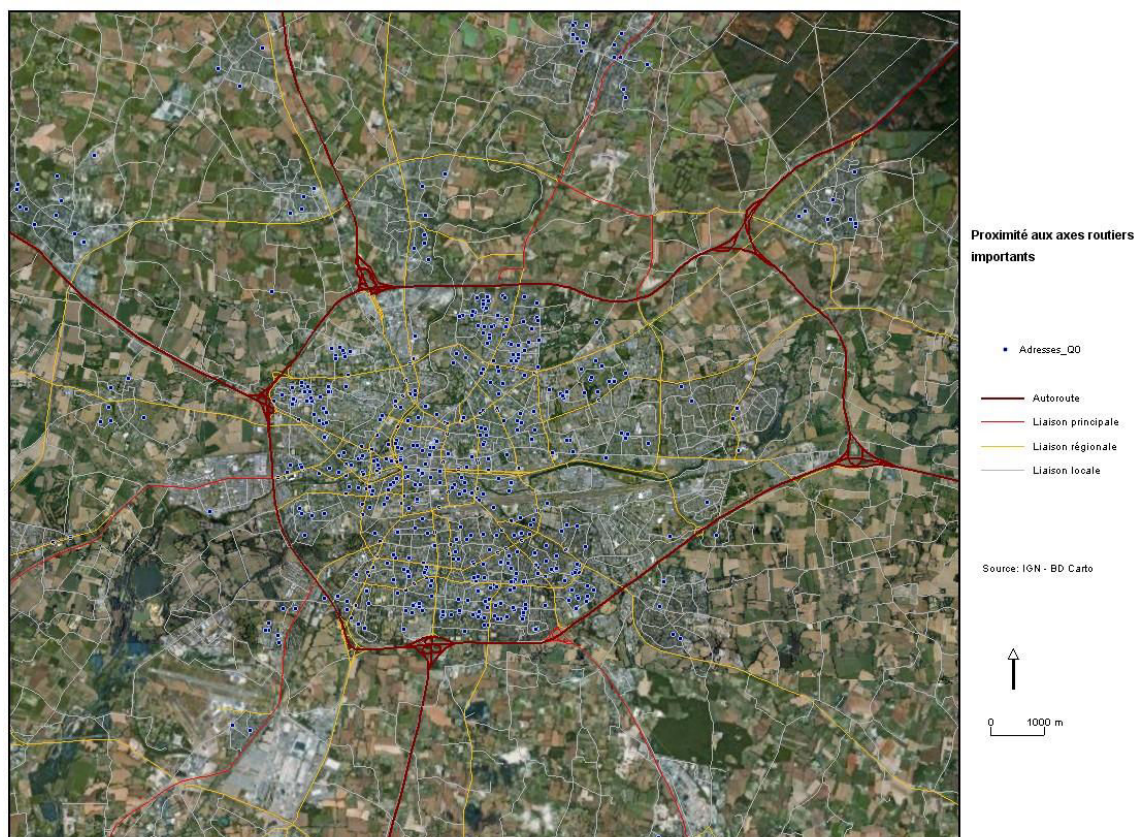 Proximité aux axes routiers
importants
Adresses_Q0
Autoroute
Liaison principale
Liaison régionale
Liaison locale
Source: IGN - BD Carto
0 1000 m